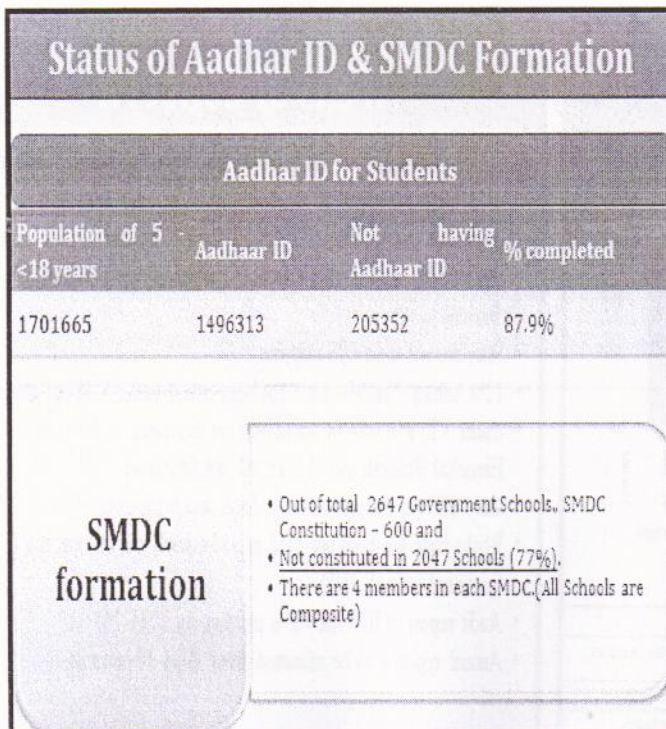 Status of Aadhar ID & SMDC Formation
Aadhar ID for Students
Population of 5 -
<18 years
Aadhaar ID
Not having
Aadhaar ID
% completed
1701665 1496313 205352 87.9%
SMDC
formation
• Out of total 2647 Government Schools., SMDC
Constitution – 600 and
• Not constituted in 2047 Schools (77%).
• There are 4 members in each SMDC.(All Schools are
Composite)